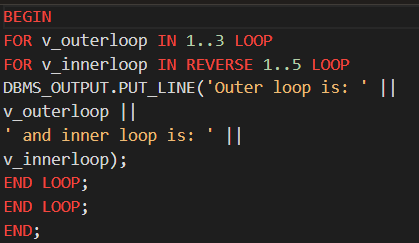 BEGIN
FOR v_outerloop IN 1..3 LOOP
FOR v_innerloop IN REVERSE 1..5 LOOP
DBMS_OUTPUT.PUT_LINE('Outer loop is: ' ||
v_outerloop ||
' and inner loop is: ' ||
v_innerloop);
END LOOP;
END LOOP;
END;